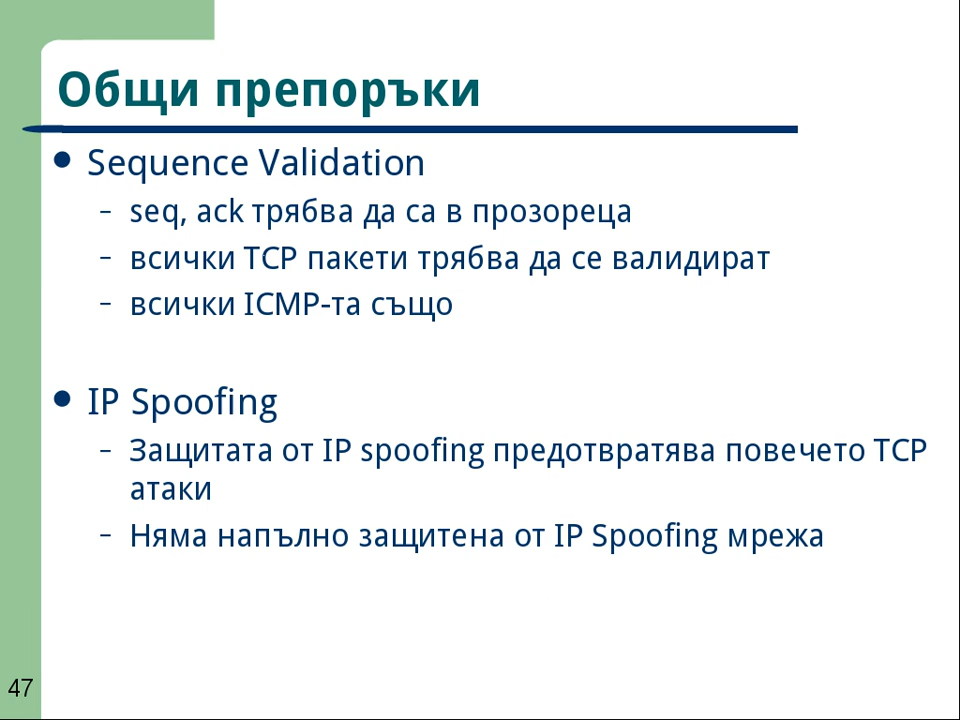 Общи препоръки
Sequence Validation
– seq, ack трябва да са в прозореца
– всички TCP пакети трябва да се валидират
– всички ICMP-та също
IP Spoofing
– Защитата от IP spoofing предотвратява повечето TCP
атаки
– Няма напълно защитена от IP Spoofing мрежа
47